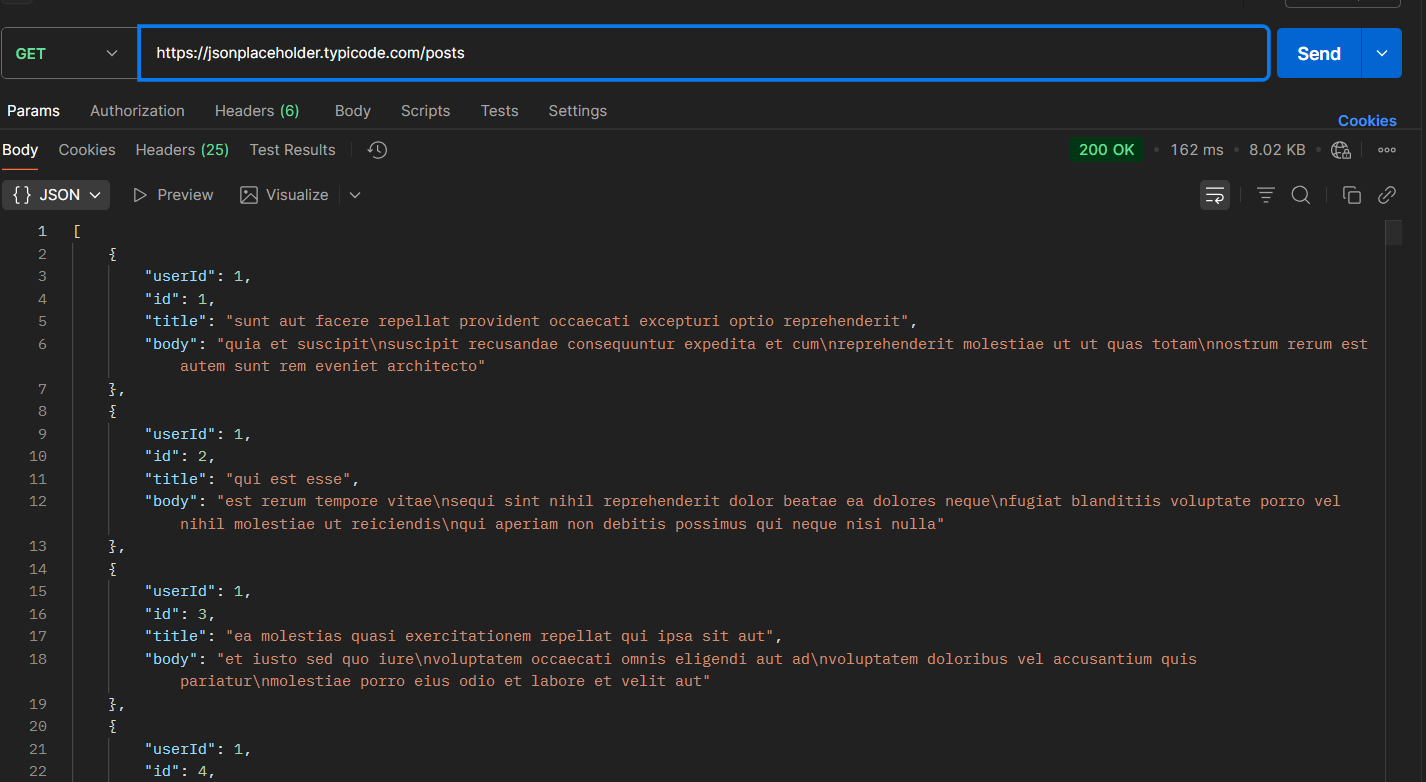 GET https://jsonplaceholder.typicode.com/posts Send
Params Authorization Headers (6) Body Scripts Tests Settings
Cookies
Body Cookies Headers (25) Test Results 200 OK • 162 ms • 8.02 KB •
{} JSON Preview Visualize
1 [
2 {
3 "userId": 1,
4 "id": 1,
5 "title": "sunt aut facere repellat provident occaecati excepturi optio reprehenderit",
6 "body": "quia et suscipit\nsuscipit recusandae consequuntur expedita et cum\nreprehenderit molestiae ut ut quas totam\nnostrum rerum est
autem sunt rem eveniet architecto"
7 },
8 {
9 "userId": 1,
10 "id": 2,
11 "title": "qui est esse",
12 "body": "est rerum tempore vitae\nsequi sint nihil reprehenderit dolor beatae ea dolores neque\nfugiat blanditiis voluptate porro vel
nihil molestiae ut reiciendis\nqui aperiam non debitis possimus qui neque nisi nulla"
13 },
14 {
15 "userId": 1,
16 "id": 3,
17 "title": "ea molestias quasi exercitationem repellat qui ipsa sit aut",
18 "body": "et iusto sed quo iure\nvoluptatem occaecati omnis eligendi aut ad\nvoluptatem doloribus vel accusantium quis
pariatur\nmolestiae porro eius odio et labore et velit aut"
19 },
20 {
21 "userId": 1,
22 "id": 4,